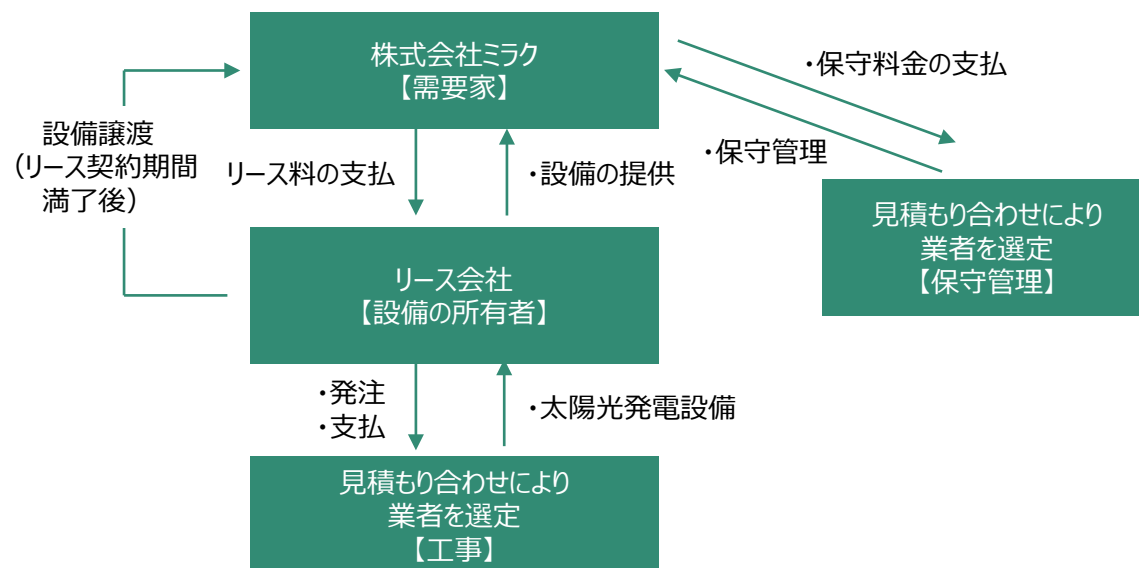 株式会社ミラク
【需要家】
・保守料金の支払
・保守管理
設備譲渡
（リース契約期間
満了後）
リース料の支払
・設備の提供
見積もり合わせにより
業者を選定
【保守管理】
リース会社
【設備の所有者】
・発注
・支払
・太陽光発電設備
見積もり合わせにより
業者を選定
【工事】